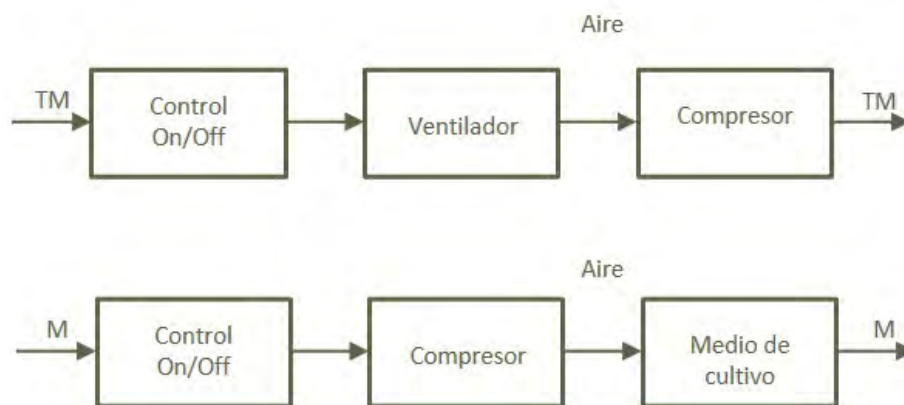 Aire
TM
Control
On/Off
Ventilador
Compresor
TM
Aire
M
Control
On/Off
Compresor
Medio de
cultivo
M